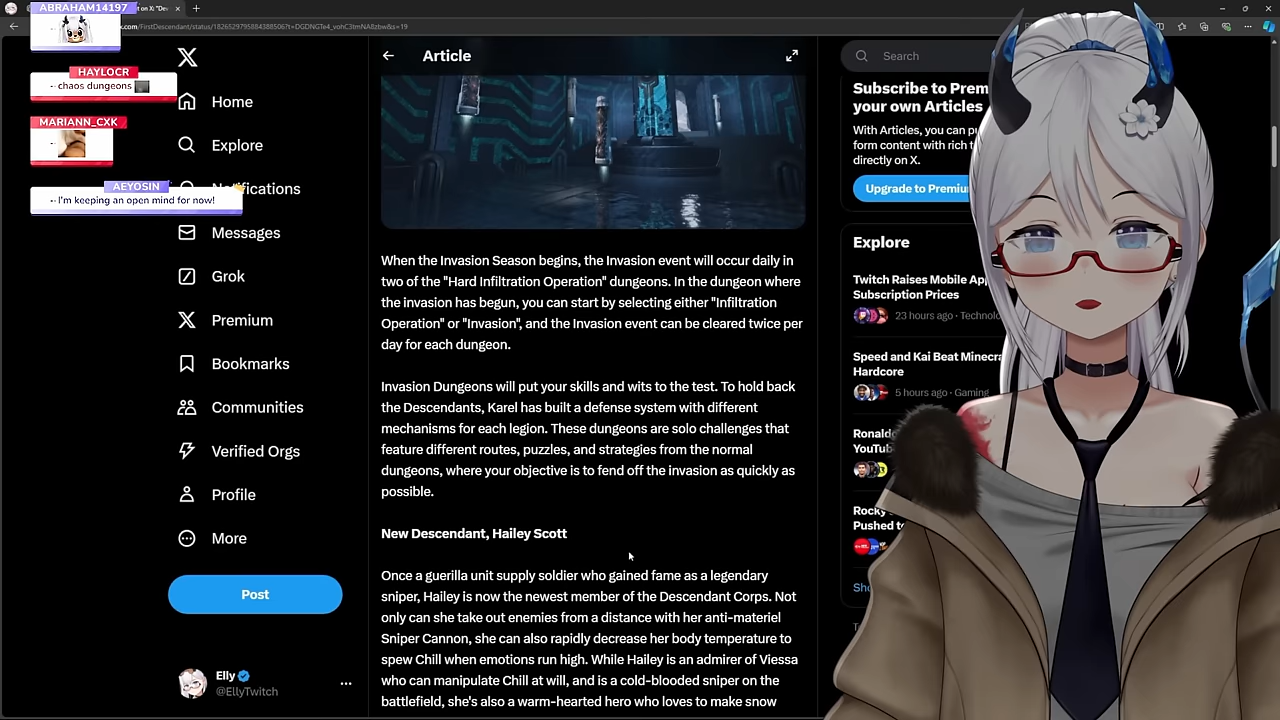 ABRAHAM14197
HAYLOCR
-- chaos dungeons
MARIANN_CXK
AEYOSIN
-- I'm keeping an open mind for now!
.com/FirstDescendant/status/1826529795884388506?t=DGDNGTe4_vohC3tmNA8zbw&s=19
Home
Explore
Notifications
Messages
Grok
Premium
Bookmarks
Communities
Verified Orgs
Profile
More
Post
Elly
@EllyTwitch
Article
When the Invasion Season begins, the Invasion event will occur daily in
two of the "Hard Infiltration Operation" dungeons. In the dungeon where
the invasion has begun, you can start by selecting either "Infiltration
Operation" or "Invasion", and the Invasion event can be cleared twice per
day for each dungeon.
Invasion Dungeons will put your skills and wits to the test. To hold back
the Descendants, Karel has built a defense system with different
mechanisms for each legion. These dungeons are solo challenges that
feature different routes, puzzles, and strategies from the normal
dungeons, where your objective is to fend off the invasion as quickly as
possible.
New Descendant, Hailey Scott
Once a guerilla unit supply soldier who gained fame as a legendary
sniper, Hailey is now the newest member of the Descendant Corps. Not
only can she take out enemies from a distance with her anti-materiel
Sniper Cannon, she can also rapidly decrease her body temperature to
spew Chill when emotions run high. While Hailey is an admirer of Viessa
who can manipulate Chill at will, and is a cold-blooded sniper on the
battlefield, she's also a warm-hearted hero who loves to make snow
Search
Subscribe to Prem
your own Articles
With Articles, you can p
form content with rich t
directly on X.
Upgrade to Premiu
Explore
Twitch Raises Mobile Ap
Subscription Prices
23 hours ago · Technolo
Speed and Kai Beat Minecra
Hardcore
5 hours ago · Gaming
Ronald
YouTub
Rocky
Pushed to
Sho